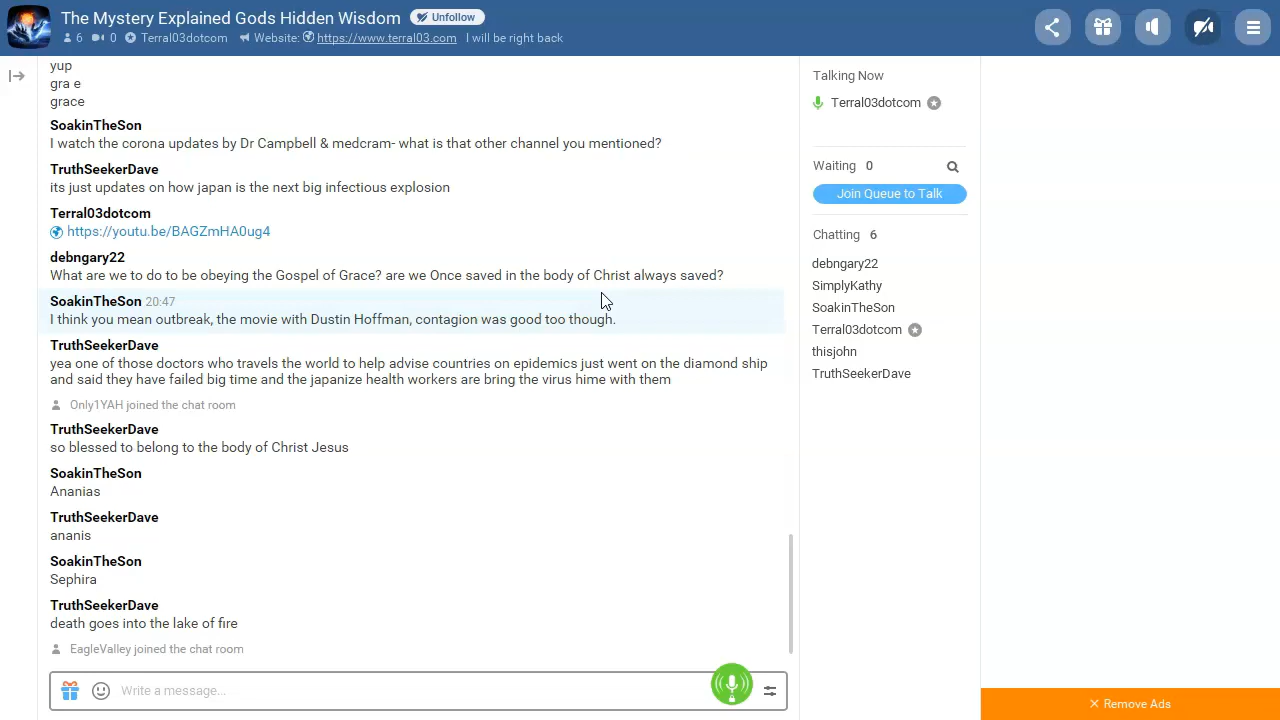 The Mystery Explained Gods Hidden Wisdom Unfollow
6 0 Terral03dotcom Website: https://www.terral03.com I will be right back
yup
gra e
grace
SoakinTheSon
I watch the corona updates by Dr Campbell & medcram- what is that other channel you mentioned?
TruthSeekerDave
its just updates on how japan is the next big infectious explosion
Terral03dotcom
https://youtu.be/BAGZmHA0ug4
debngary22
What are we to do to be obeying the Gospel of Grace? are we Once saved in the body of Christ always saved?
SoakinTheSon 20:47
I think you mean outbreak, the movie with Dustin Hoffman, contagion was good too though.
TruthSeekerDave
yea one of those doctors who travels the world to help advise countries on epidemics just went on the diamond ship
and said they have failed big time and the japanize health workers are bring the virus hime with them
Only1YAH joined the chat room
TruthSeekerDave
so blessed to belong to the body of Christ Jesus
SoakinTheSon
Ananias
TruthSeekerDave
ananis
SoakinTheSon
Sephira
TruthSeekerDave
death goes into the lake of fire
EagleValley joined the chat room
Write a message...
Talking Now
Terral03dotcom
Waiting 0
Join Queue to Talk
Chatting 6
debngary22
SimplyKathy
SoakinTheSon
Terral03dotcom
thisjohn
TruthSeekerDave
Remove Ads